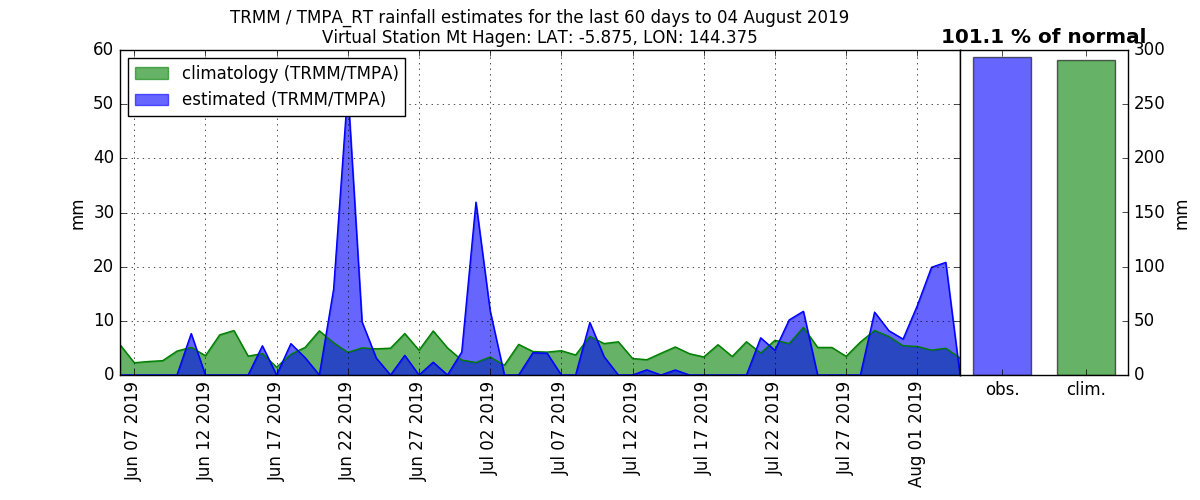 TRMM / TMPA_RT rainfall estimates for the last 60 days to 04 August 2019
Virtual Station Mt Hagen: LAT: -5.875, LON: 144.375
101.1 % of normal
climatology (TRMM/TMPA)
estimated (TRMM/TMPA)
60
50
40
30
20
10
0
mm
300
250
200
150
100
50
0
mm
Jun 07 2019
Jun 12 2019
Jun 17 2019
Jun 22 2019
Jun 27 2019
Jul 02 2019
Jul 07 2019
Jul 12 2019
Jul 17 2019
Jul 22 2019
Jul 27 2019
Aug 01 2019
obs.
clim.